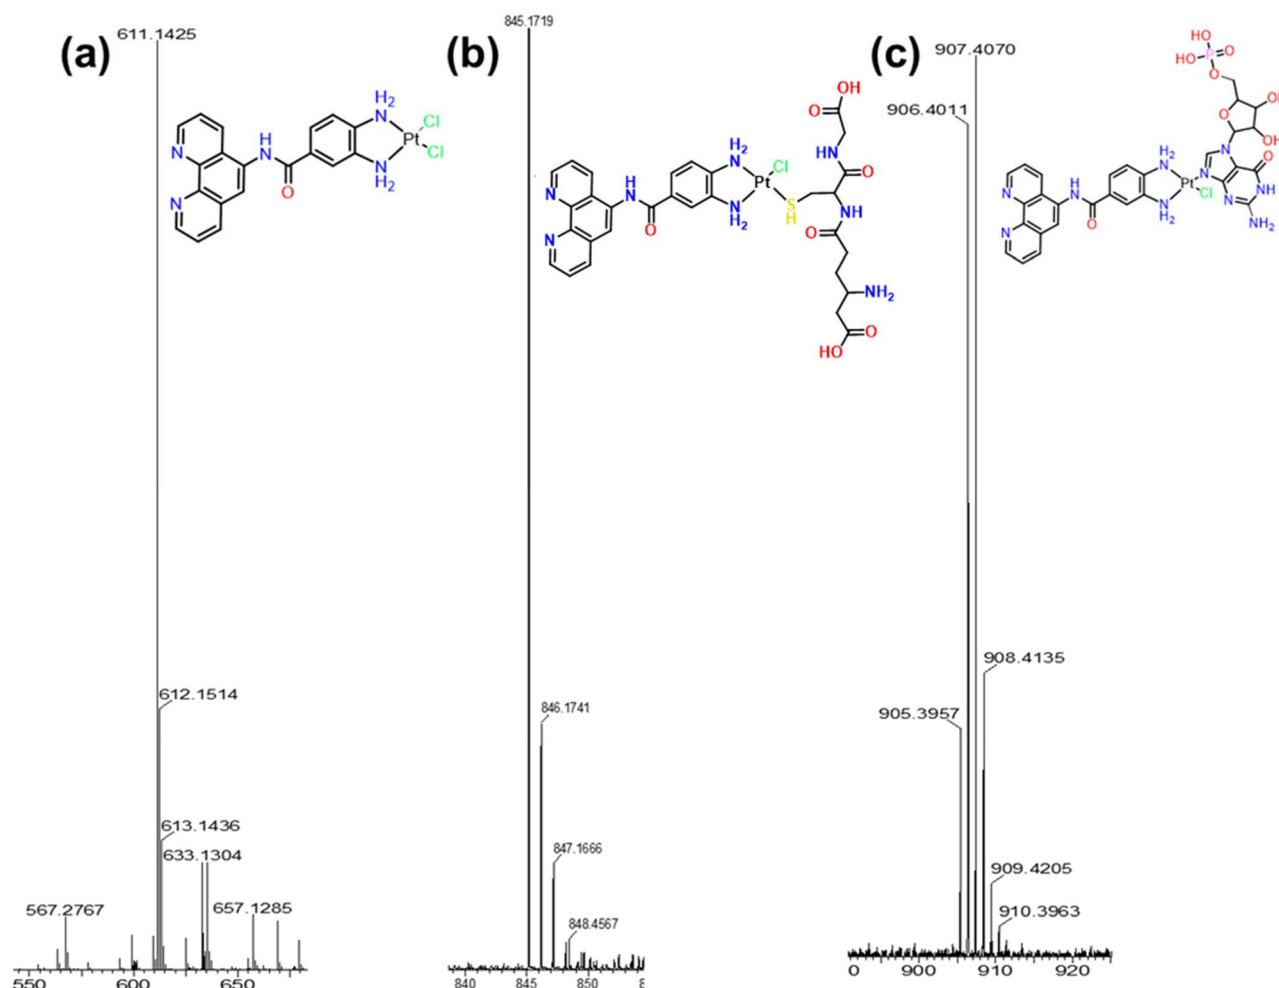 (a)
611.1425
H2
N
Cl
Pt
Cl
N
H2
H
N
O
N
N
612.1514
613.1436
633.1304
567.2767
657.1285
550
600
650
(b)
845.1719
OH
O
HN
O
H2
N
Cl
Pt
N
H2
S
H
NH
O
NH2
O
HO
H
N
O
N
N
846.1741
847.1666
848.4567
840
845
850
(c)
907.4070
906.4011
HO
HO
P
O
O
O
OH
N
N
O
NH
N
NH2
H2
N
Pt
Cl
N
H2
H
N
O
N
N
908.4135
905.3957
909.4205
910.3963
0
900
910
920